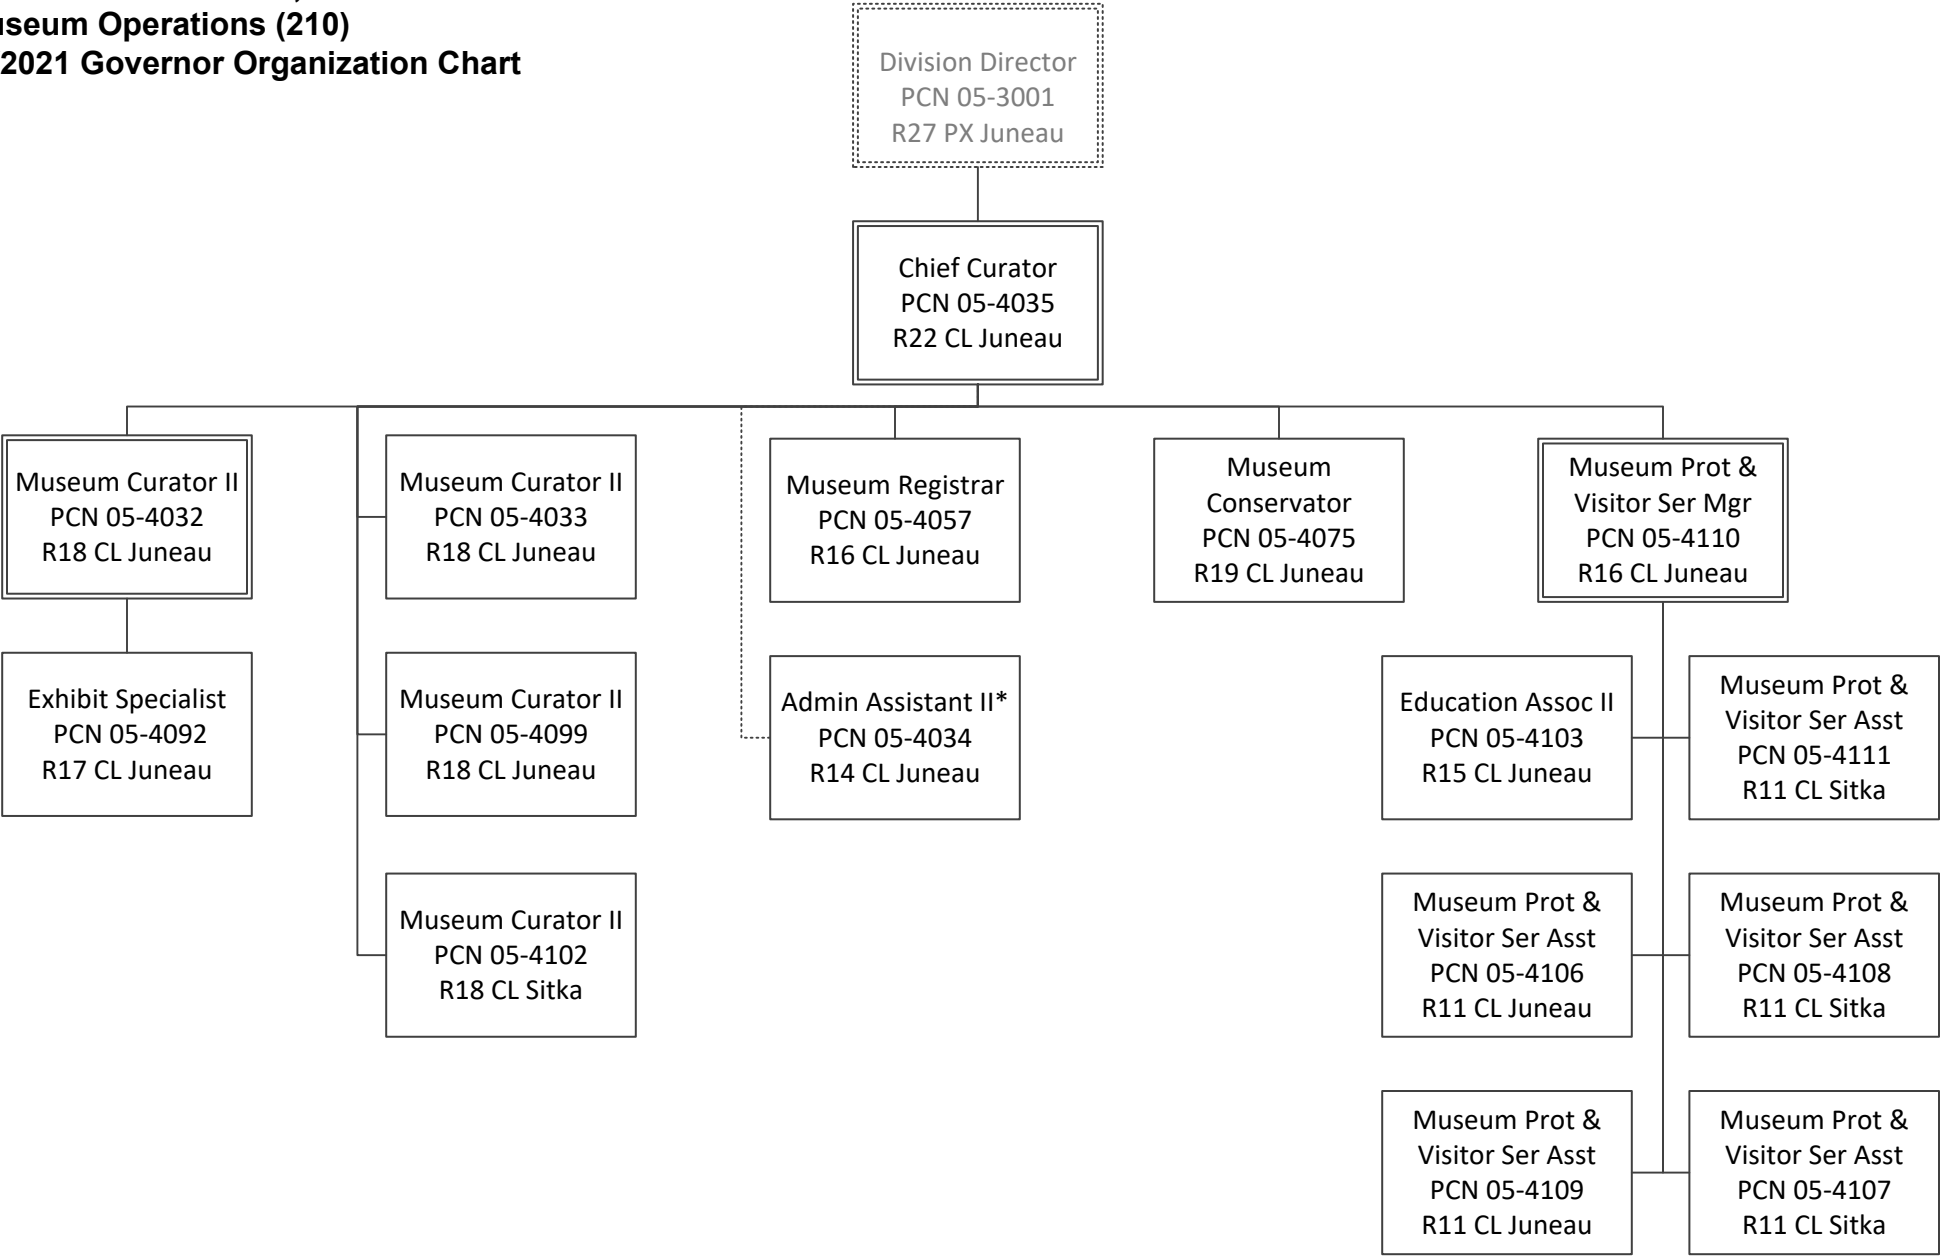 Museum Operations (210)
2021 Governor Organization Chart
Division Director
PCN 05-3001
R27 PX Juneau
Chief Curator
PCN 05-4035
R22 CL Juneau
Museum Curator II
PCN 05-4032
R18 CL Juneau
Museum Curator II
PCN 05-4033
R18 CL Juneau
Museum Registrar
PCN 05-4057
R16 CL Juneau
Museum
Conservator
PCN 05-4075
R19 CL Juneau
Museum Prot &
Visitor Ser Mgr
PCN 05-4110
R16 CL Juneau
Exhibit Specialist
PCN 05-4092
R17 CL Juneau
Museum Curator II
PCN 05-4099
R18 CL Juneau
Admin Assistant II*
PCN 05-4034
R14 CL Juneau
Education Assoc II
PCN 05-4103
R15 CL Juneau
Museum Prot &
Visitor Ser Asst
PCN 05-4111
R11 CL Sitka
Museum Curator II
PCN 05-4102
R18 CL Sitka
Museum Prot &
Visitor Ser Asst
PCN 05-4106
R11 CL Juneau
Museum Prot &
Visitor Ser Asst
PCN 05-4108
R11 CL Sitka
Museum Prot &
Visitor Ser Asst
PCN 05-4109
R11 CL Juneau
Museum Prot &
Visitor Ser Asst
PCN 05-4107
R11 CL Sitka